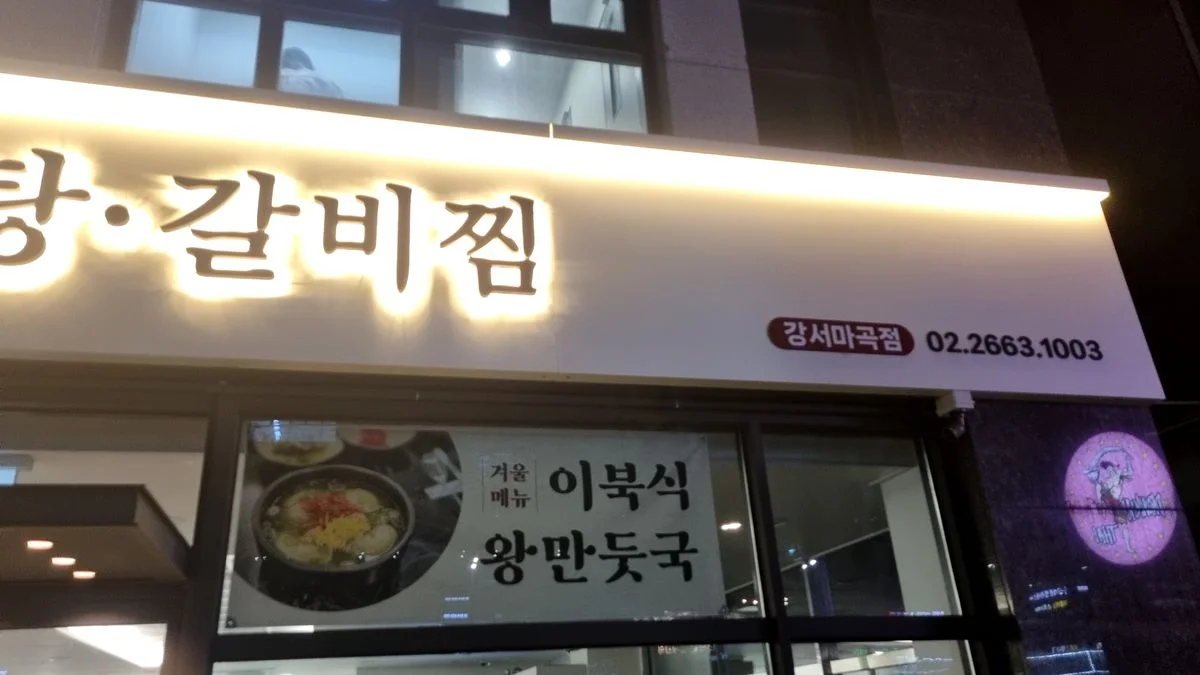 탕·갈비찜
강서마곡점 02.2663.1003
겨울
메뉴
이북식
왕만둣국